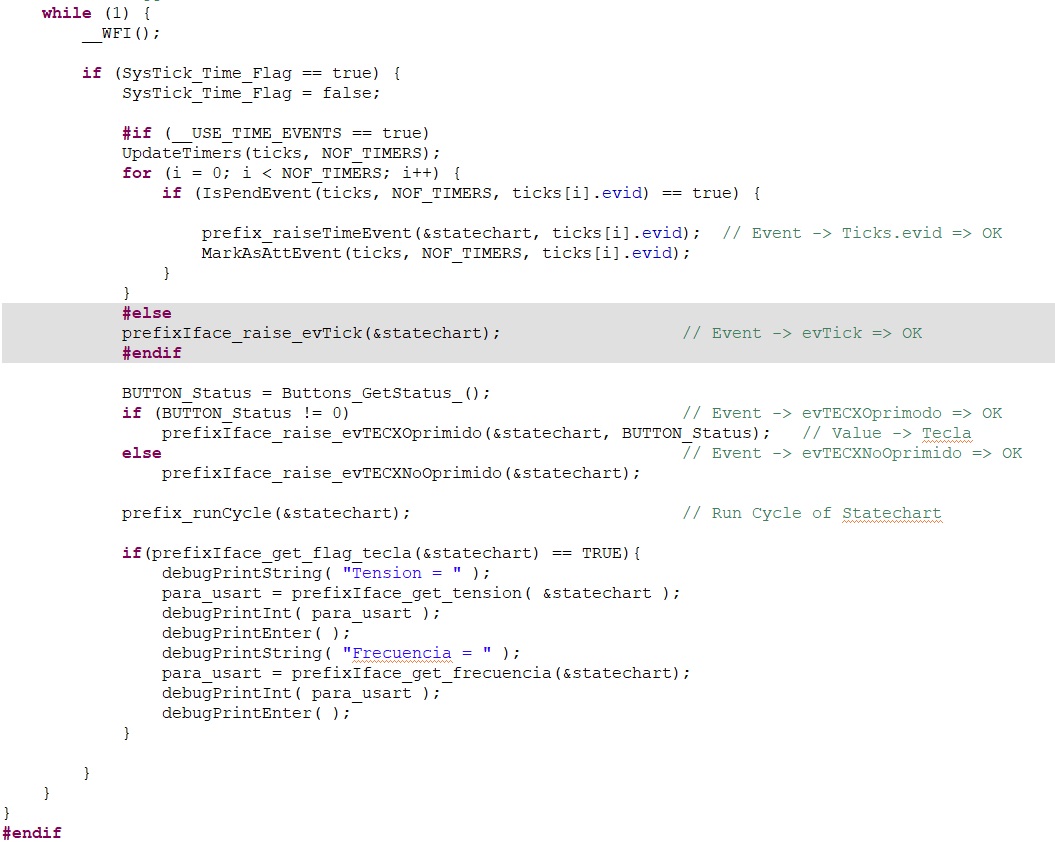 while (1) {
__WFI();
if (SysTick_Time_Flag == true) {
SysTick_Time_Flag = false;
#if (__USE_TIME_EVENTS == true)
UpdateTimers(ticks, NOF_TIMERS);
for (i = 0; i < NOF_TIMERS; i++) {
if (IsPendEvent(ticks, NOF_TIMERS, ticks[i].evid) == true) {
prefix_raiseTimeEvent(&statechart, ticks[i].evid);  // Event -> Ticks.evid => OK
MarkAsAttEvent(ticks, NOF_TIMERS, ticks[i].evid);
}
}
#else
prefixIface_raise_evTick(&statechart);                  // Event -> evTick => OK
#endif
BUTTON_Status = Buttons_GetStatus_();
if (BUTTON_Status != 0)                                 // Event -> evTECXOprimodo => OK
prefixIface_raise_evTECXOprimido(&statechart, BUTTON_Status);   // Value -> Tecla
else                                                    // Event -> evTECXNoOprimido => OK
prefixIface_raise_evTECXNoOprimido(&statechart);
prefix_runCycle(&statechart);                           // Run Cycle of Statechart
if(prefixIface_get_flag_tecla(&statechart) == TRUE){
debugPrintString( "Tension = " );
para_usart = prefixIface_get_tension( &statechart );
debugPrintInt( para_usart );
debugPrintEnter( );
debugPrintString( "Frecuencia = " );
para_usart = prefixIface_get_frecuencia(&statechart);
debugPrintInt( para_usart );
debugPrintEnter( );
}
}
}
}
#endif